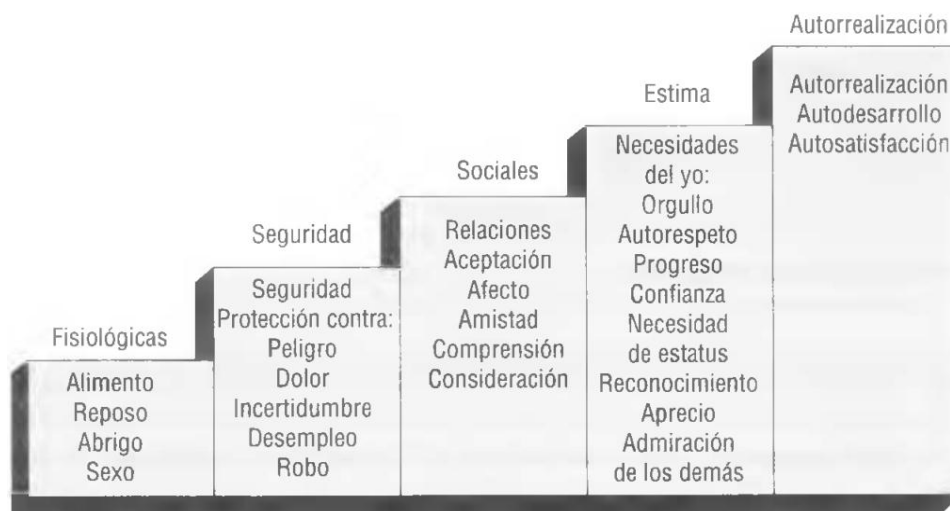 Fisiológicas
Alimento
Reposo
Abrigo
Sexo
Seguridad
Seguridad
Protección contra:
Peligro
Dolor
Incertidumbre
Desempleo
Robo
Sociales
Relaciones
Aceptación
Afecto
Amistad
Comprensión
Consideración
Estima
Necesidades
del yo:
Orgullo
Autorespeto
Progreso
Confianza
Necesidad
de estatus
Reconocimiento
Aprecio
Admiración
de los demás
Autorrealización
Autorrealización
Autodesarrollo
Autosatisfacción